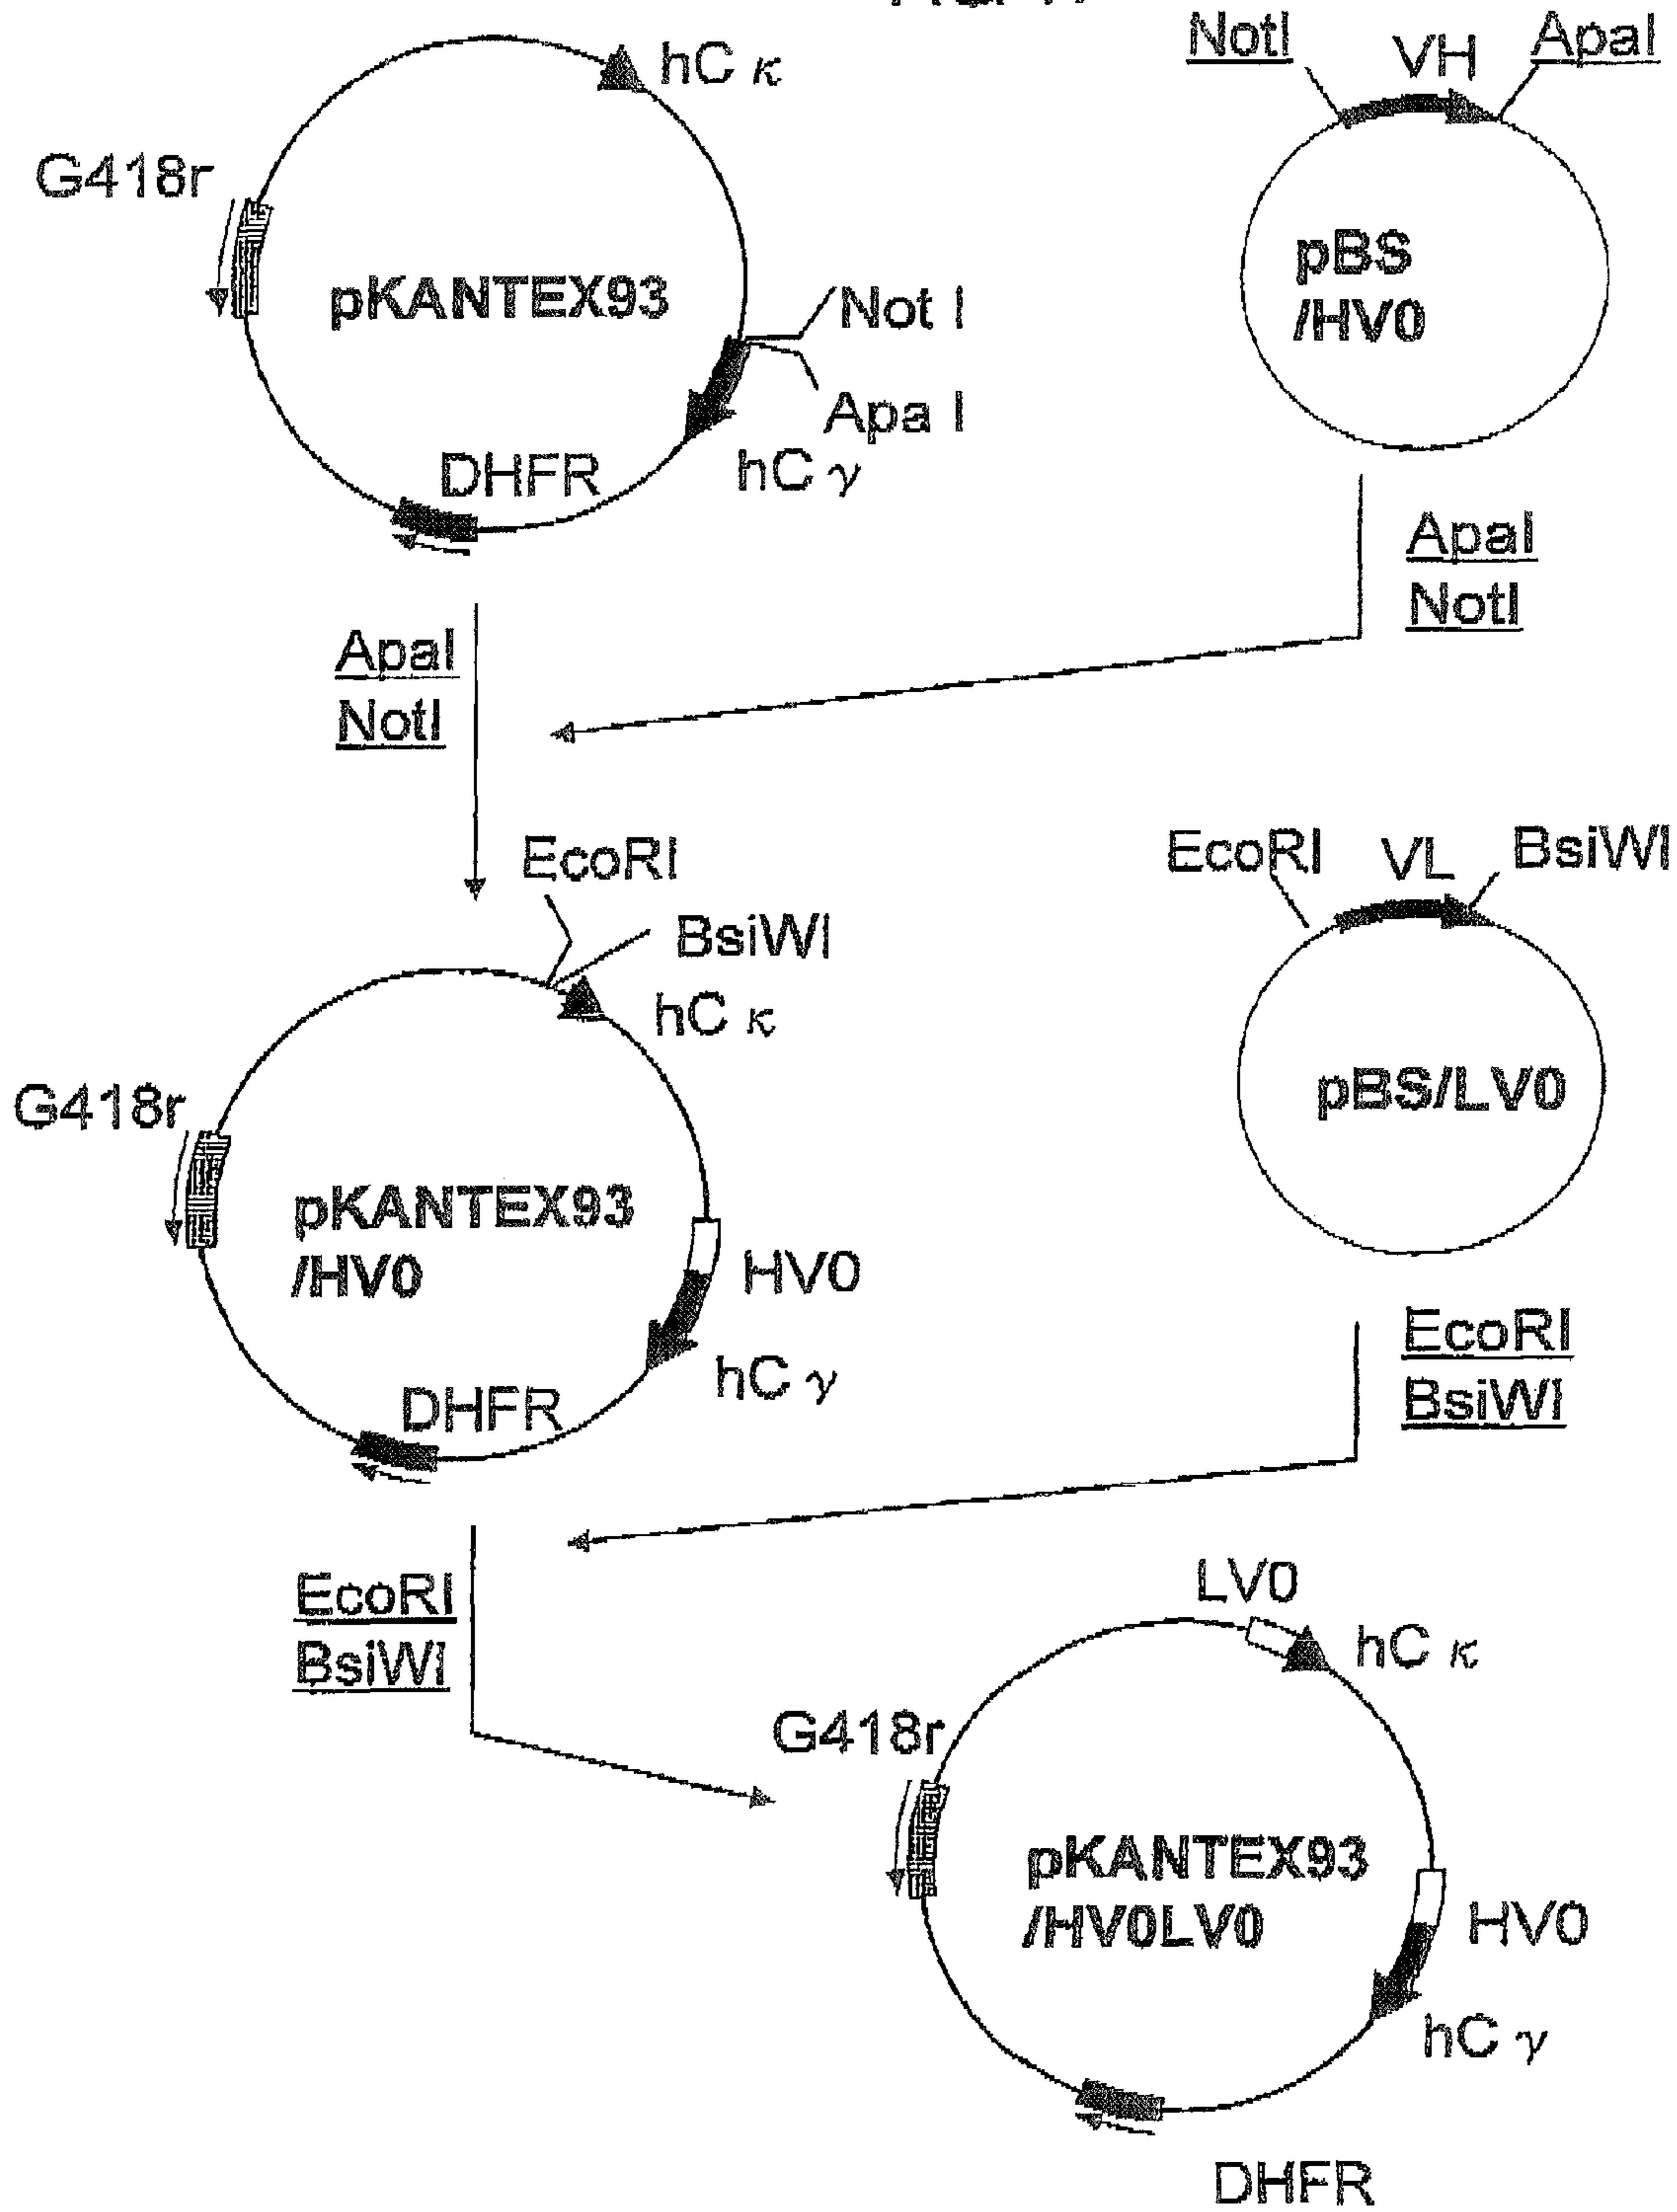 hC κ
G418r
pKANTEX93
Not I
Apa I
hC γ
DHFR
NotI
VH
ApaI
pBS
/HV0
ApaI
NotI
ApaI
NotI
EcoRI
BsiWI
hC κ
G418r
pKANTEX93
/HV0
HV0
hC γ
DHFR
EcoRI
VL
BsiWI
pBS/LV0
EcoRI
BsiWI
EcoRI
BsiWI
LV0
hC κ
G418r
pKANTEX93
/HV0LV0
HV0
hC γ
DHFR